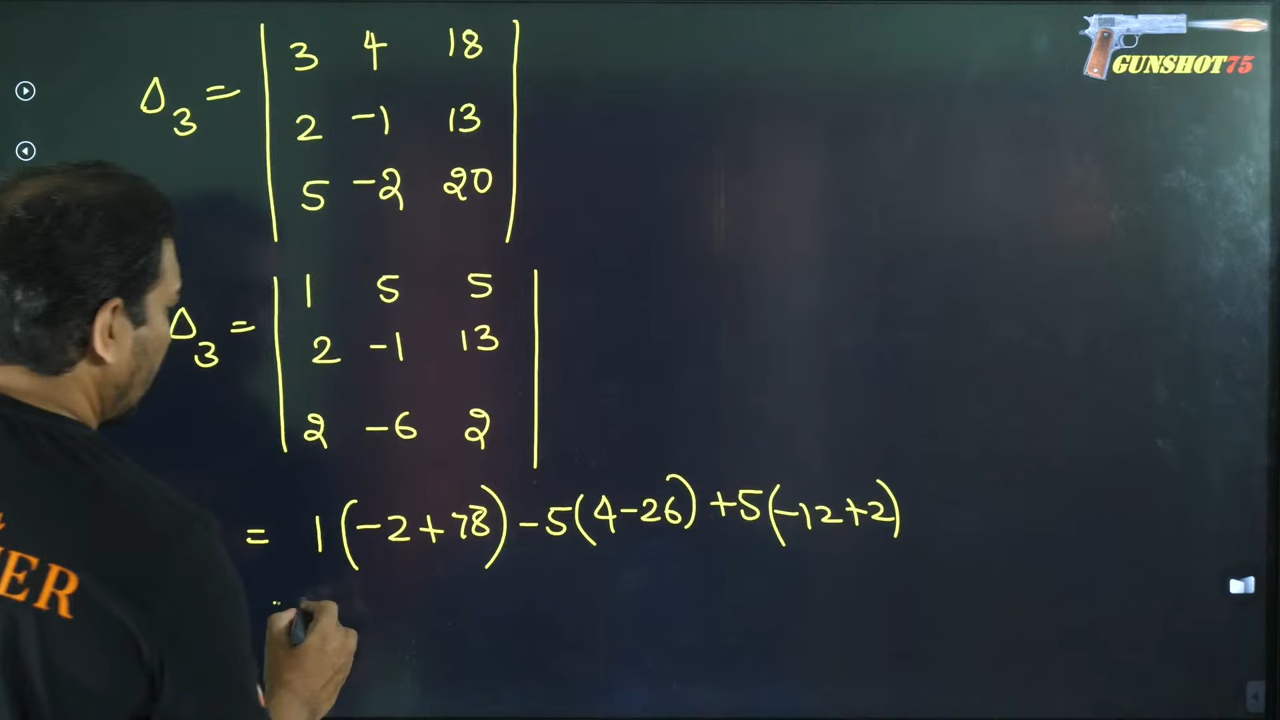 GUNSHOT75
Δ₃ = | 3 4 18 |
| 2 -1 13 |
| 5 -2 20 |
Δ₃ = | 1 5 5 |
| 2 -1 13 |
| 2 -6 2 |
= 1(-2+78) -5(4-26) +5(-12+2)
ER